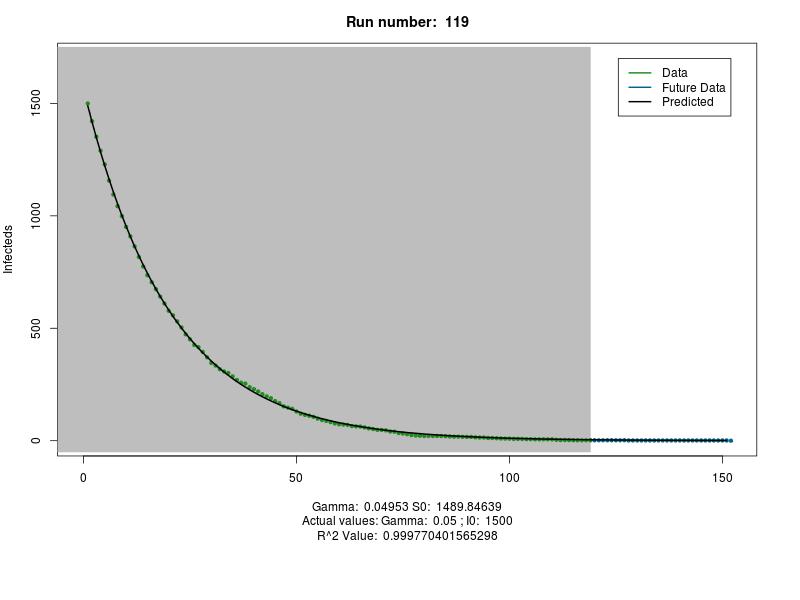 Run number:  119
Data
Future Data
Predicted
1500
1000
500
0
Infecteds
0
50
100
150
Gamma:  0.04953 S0:  1489.84639
Actual values: Gamma:  0.05 ; I0:  1500
R^2 Value:  0.999770401565298